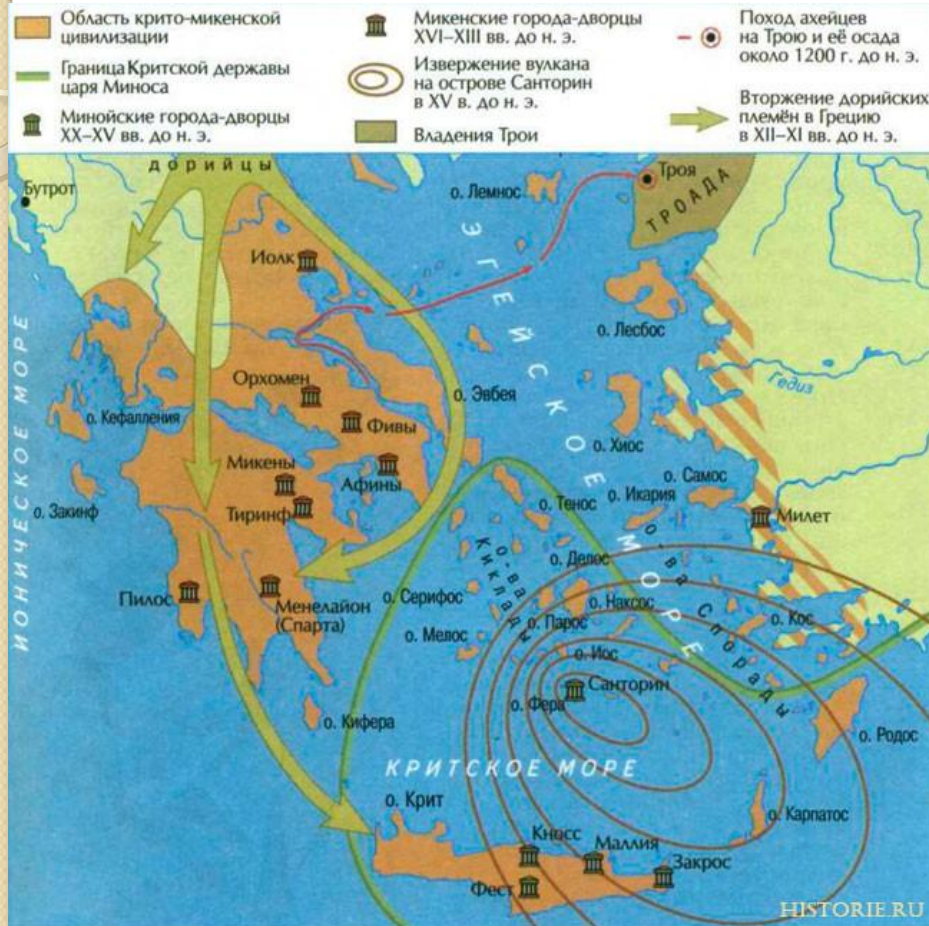 Область крито-микенской
цивилизации
Граница Критской державы
царя Миноса
Минойские города-дворцы
XX–XV вв. до н. э.
Микенские города-дворцы
XVI–XIII вв. до н. э.
Извержение вулкана
на острове Санторин
в XV в. до н. э.
Владения Трои
Поход ахейцев
на Трою и её осада
около 1200 г. до н. э.
Вторжение дорийских
племён в Грецию
в XII–XI вв. до н. э.
ДОРИЙЦЫ
Бутрот
о. Лемнос
Троя
ТРОАДА
Иолк
ЭГЕЙСКОЕ МОРЕ
о. Лесбос
ИОНИЧЕСКОЕ МОРЕ
Гедиз
Орхомен
о. Эвбея
о. Кефалления
Фивы
о. Хиос
Микены
Афины
о. Самос
о. Закинф
Тиринф
о. Тенос
о. Икария
Милет
о. Делос
о-ва Киклады
о-ва Спорады
Пилос
Менелайон
(Спарта)
о. Серифос
о. Наксос
о. Кос
о. Мелос
о. Парос
о. Иос
Санторин
о. Фера
о. Кифера
о. Родос
КРИТСКОЕ МОРЕ
о. Крит
о. Карпатос
Кносс
Маллия
Закрос
Фест
HISTORIE.RU